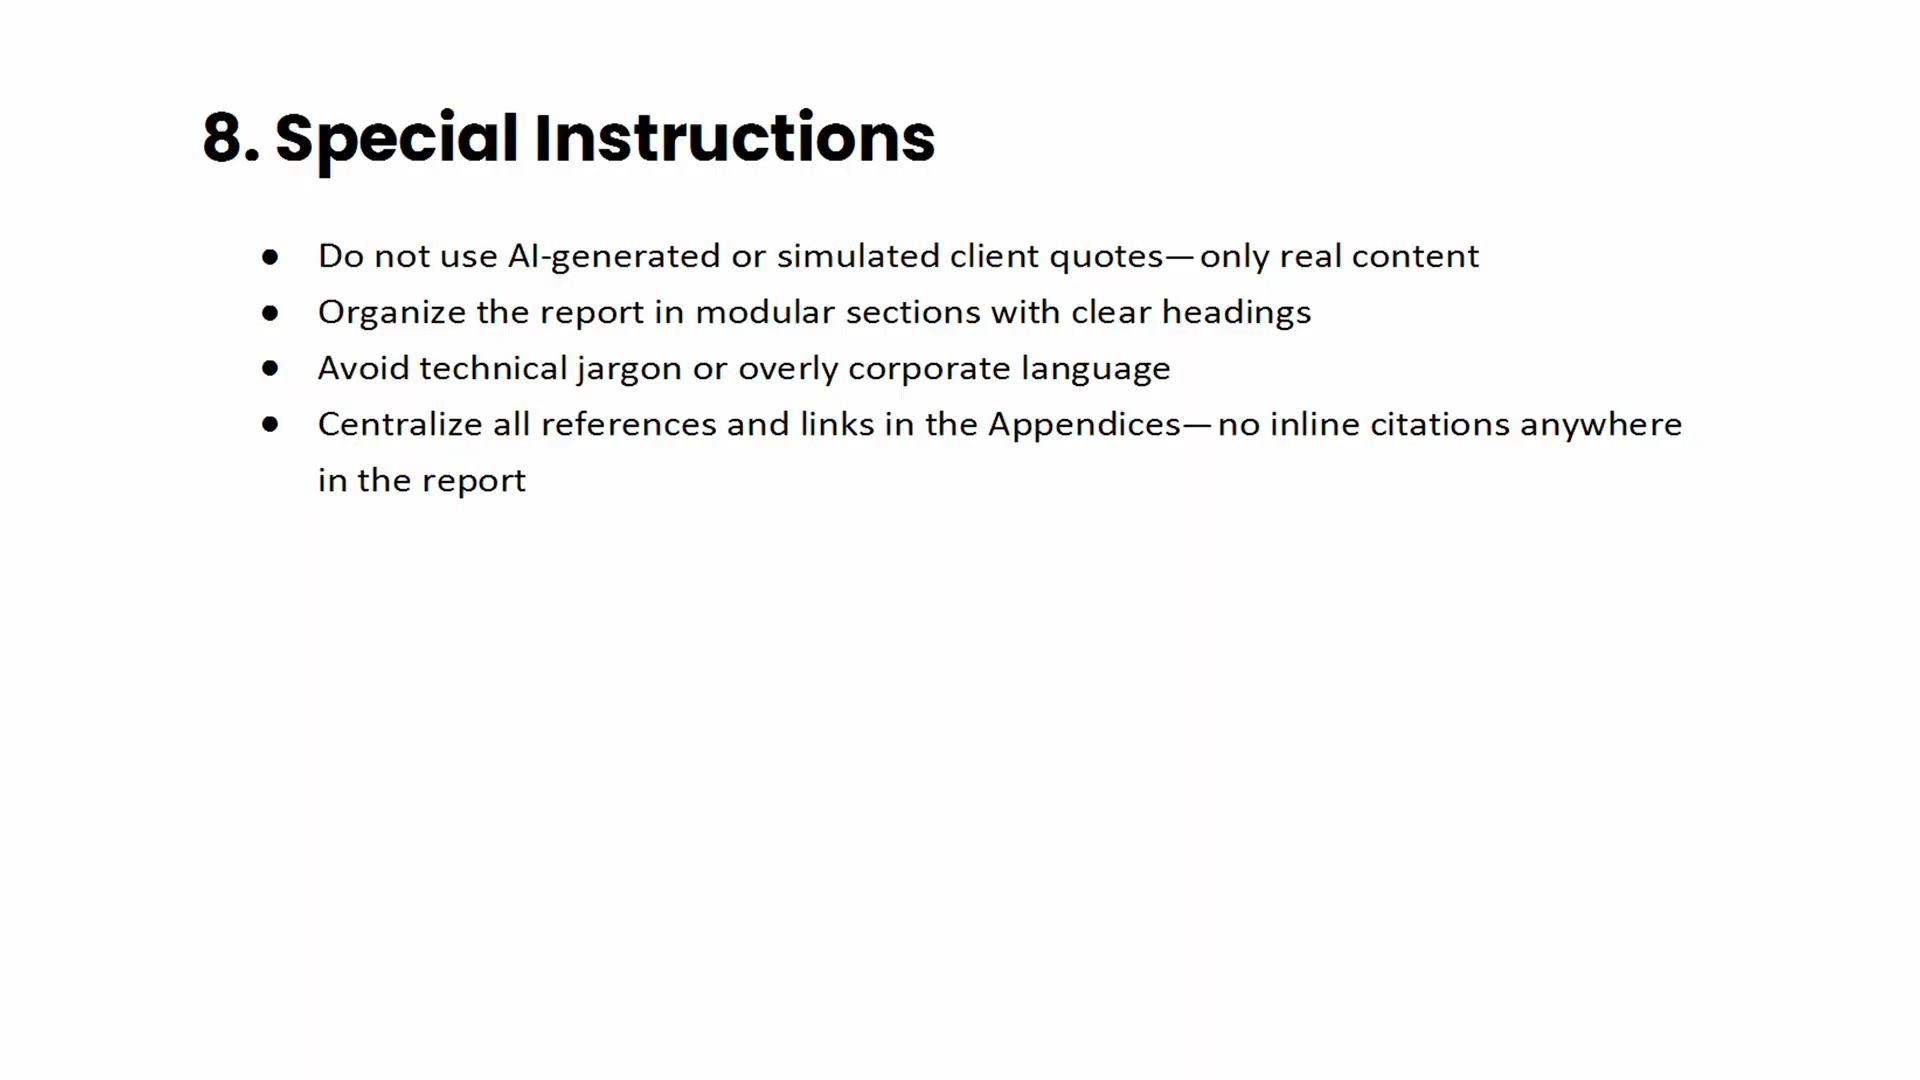 8. Special Instructions
● Do not use AI-generated or simulated client quotes—only real content
● Organize the report in modular sections with clear headings
● Avoid technical jargon or overly corporate language
● Centralize all references and links in the Appendices—no inline citations anywhere
in the report